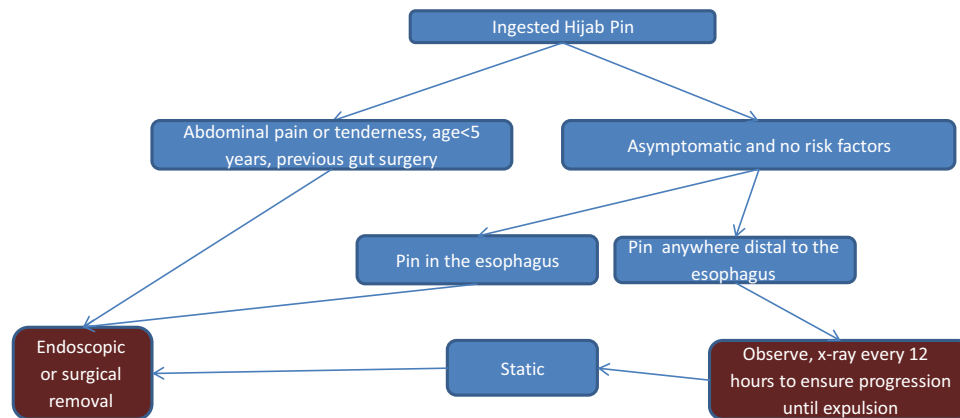 Ingested Hijab Pin
Abdominal pain or tenderness, age<5
years, previous gut surgery
Asymptomatic and no risk factors
Pin in the esophagus
Pin  anywhere distal to the
esophagus
Endoscopic
or surgical
removal
Static
Observe, x-ray every 12
hours to ensure progression
until expulsion